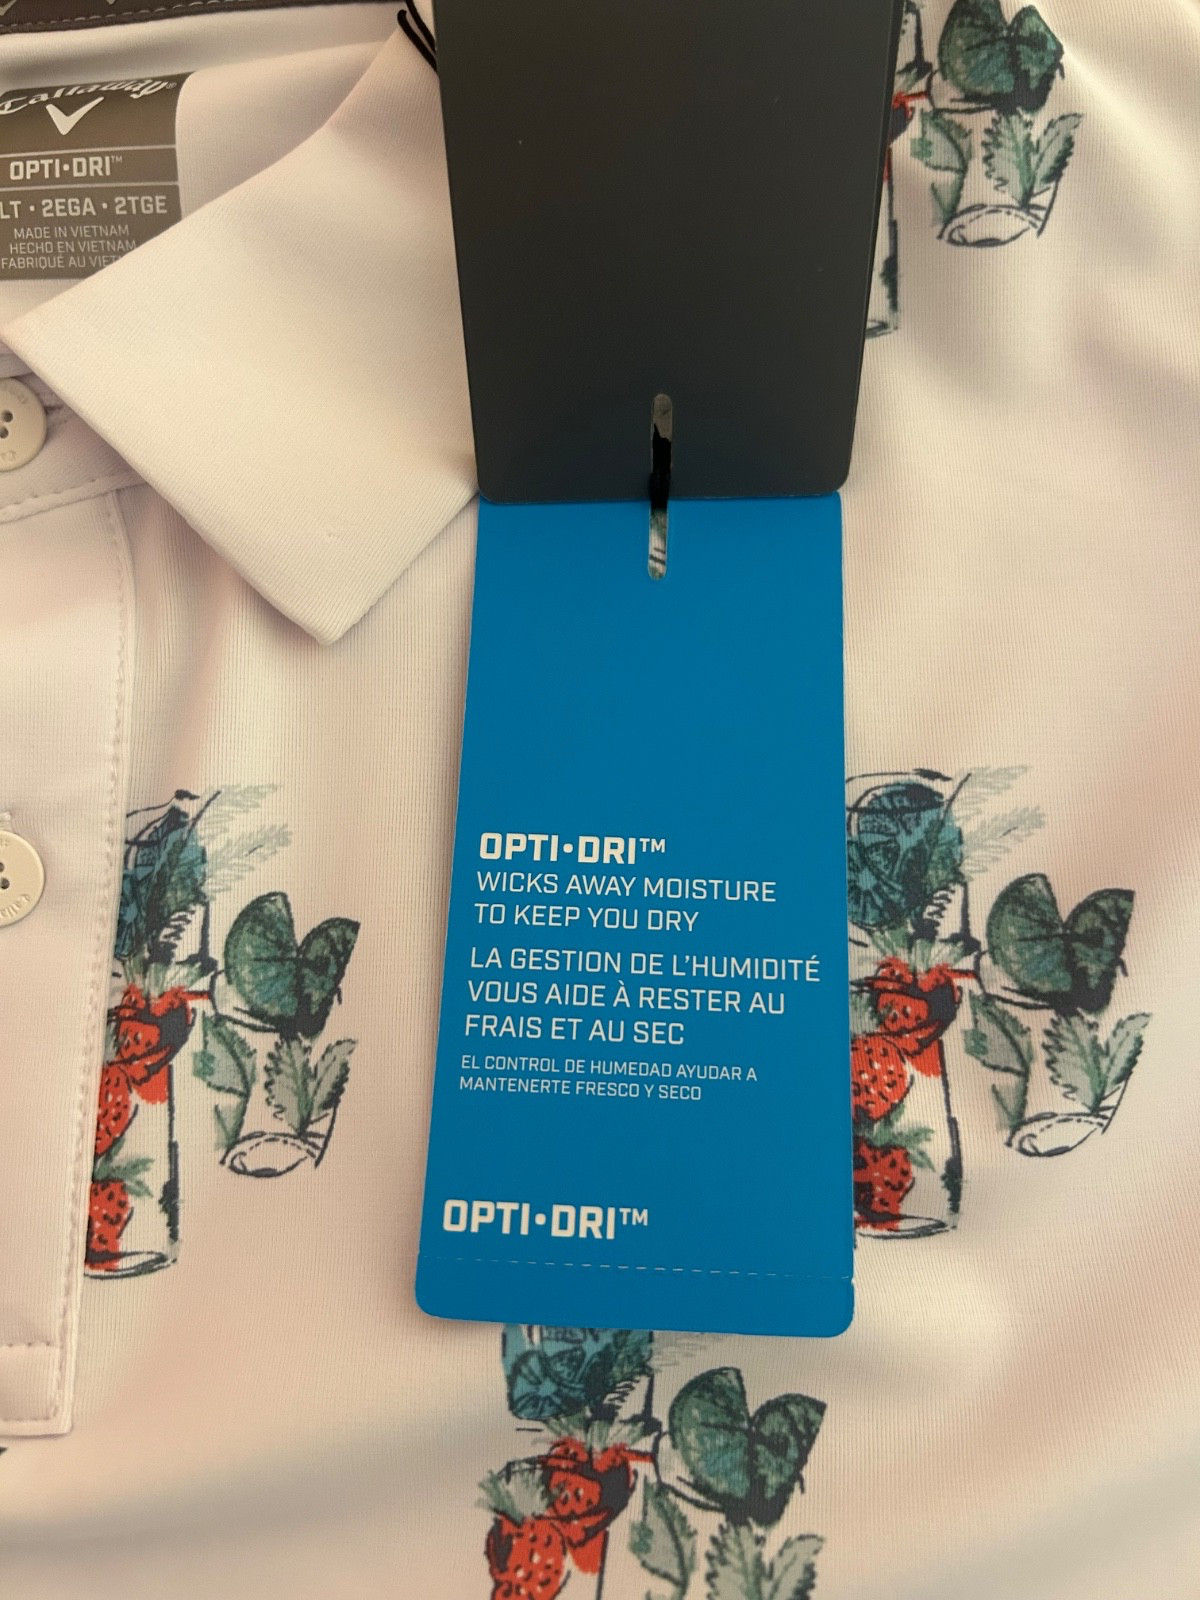 Callaway®
OPTI•DRI™
LT • 2EGA • 2TGE
MADE IN VIETNAM
HECHO EN VIETNAM
FABRIQUÉ AU
OPTI•DRI™
WICKS AWAY MOISTURE
TO KEEP YOU DRY
LA GESTION DE L'HUMIDITÉ
VOUS AIDE À RESTER AU
FRAIS ET AU SEC
EL CONTROL DE HUMEDAD AYUDAR A
MANTENERTE FRESCO Y SECO
OPTI•DRI™